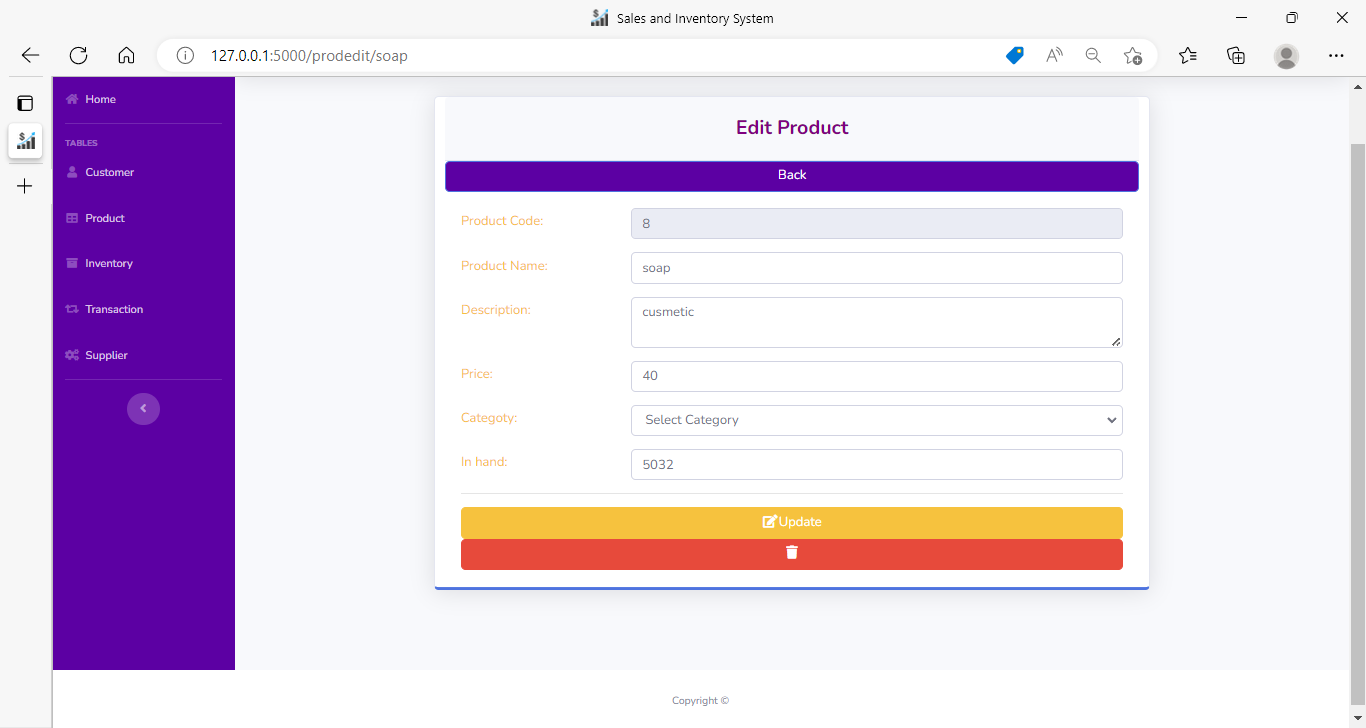 Sales and Inventory System
127.0.0.1:5000/prodedit/soap
Home
TABLES
Customer
Product
Inventory
Transaction
Supplier
Edit Product
Back
Product Code: 8
Product Name: soap
Description: cusmetic
Price: 40
Categoty: Select Category
In hand: 5032
Update
Copyright ©